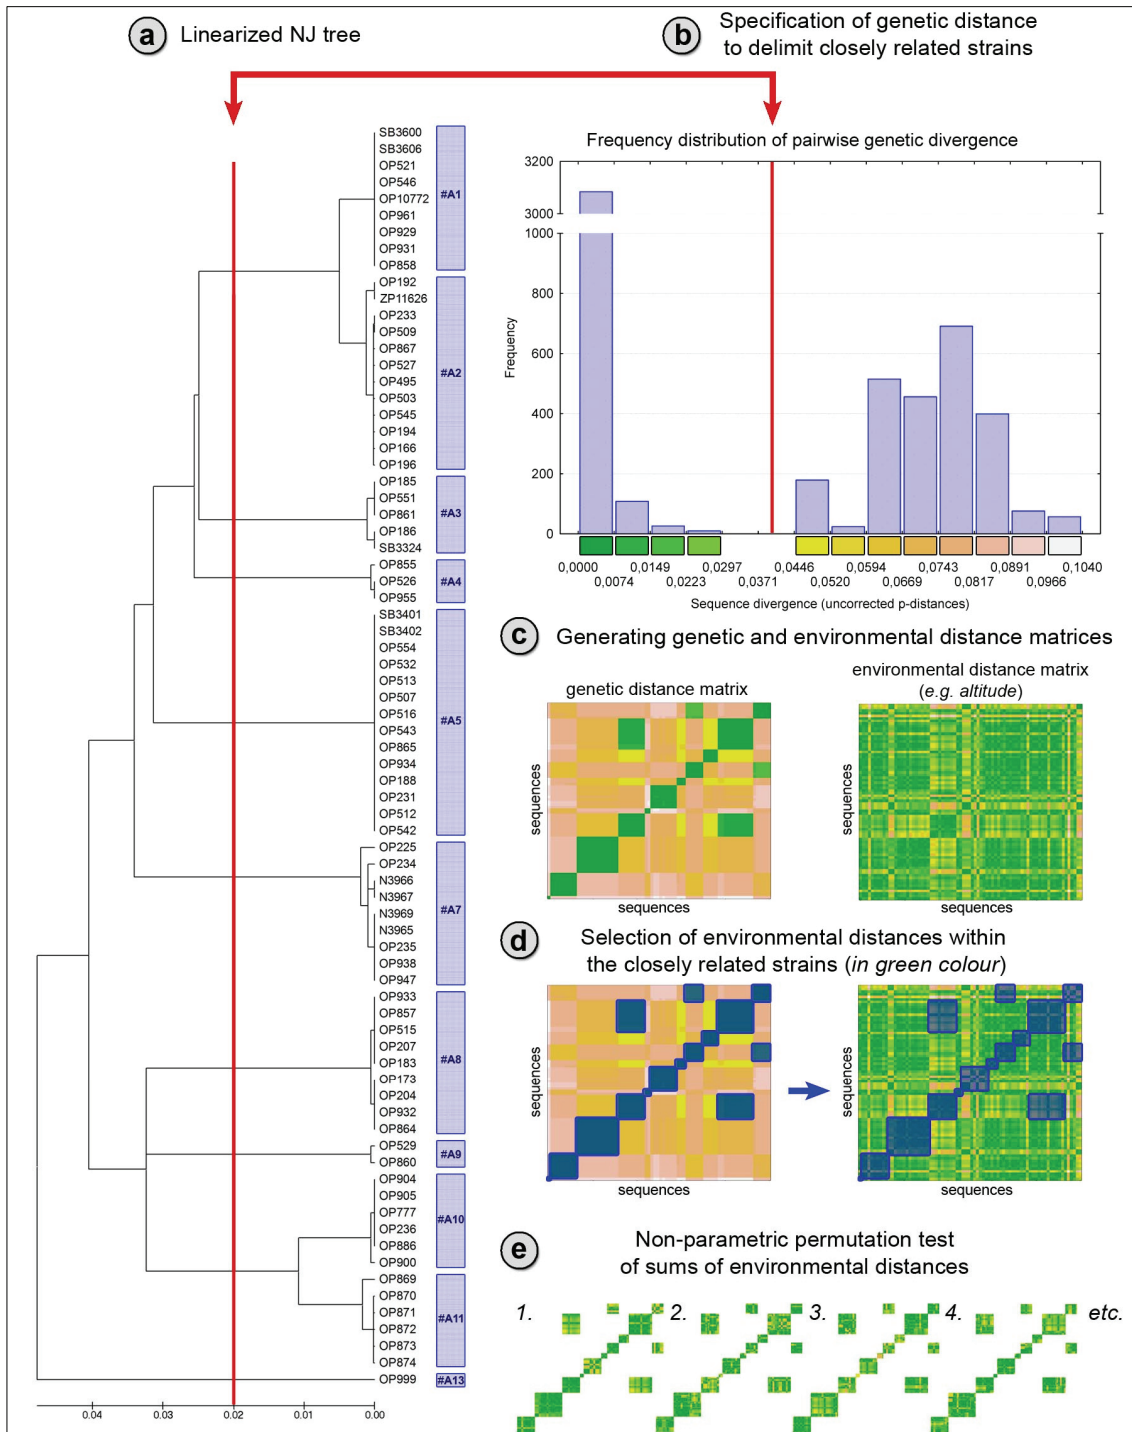 a Linearized NJ tree
b Specification of genetic distance
to delimit closely related strains
SB3600
SB3606
OP521
OP546
OP10772
OP961
OP929
OP931
OP858
#A1
OP192
ZP11626
OP233
OP509
OP867
OP527
OP495
OP503
OP545
OP194
OP166
OP196
#A2
OP185
OP551
OP861
OP186
SB3324
#A3
OP855
OP526
OP955
#A4
SB3401
SB3402
OP554
OP532
OP513
OP507
OP516
OP543
OP865
OP934
OP188
OP231
OP512
OP542
#A5
OP225
OP234
N3966
N3967
N3969
N3965
OP235
OP938
OP947
#A7
OP933
OP857
OP515
OP207
OP183
OP173
OP204
OP932
OP864
#A8
OP529
OP860
#A9
OP904
OP905
OP777
OP236
OP886
OP900
#A10
OP869
OP870
OP871
OP872
OP873
OP874
#A11
OP999
#A13
0.04 0.03 0.02 0.01 0.00
Frequency distribution of pairwise genetic divergence
3200
3000
1000
800
600
400
200
0
Frequency
0,0000 0,0149 0,0297 0,0446 0,0594 0,0743 0,0891 0,1040
0,0074 0,0223 0,0371 0,0520 0,0669 0,0817 0,0966
Sequence divergence (uncorrected p-distances)
c Generating genetic and environmental distance matrices
genetic distance matrix
sequences
sequences
environmental distance matrix
(e.g. altitude)
sequences
sequences
d Selection of environmental distances within
the closely related strains (in green colour)
sequences
sequences
sequences
sequences
e Non-parametric permutation test
of sums of environmental distances
1. 2. 3. 4. etc.